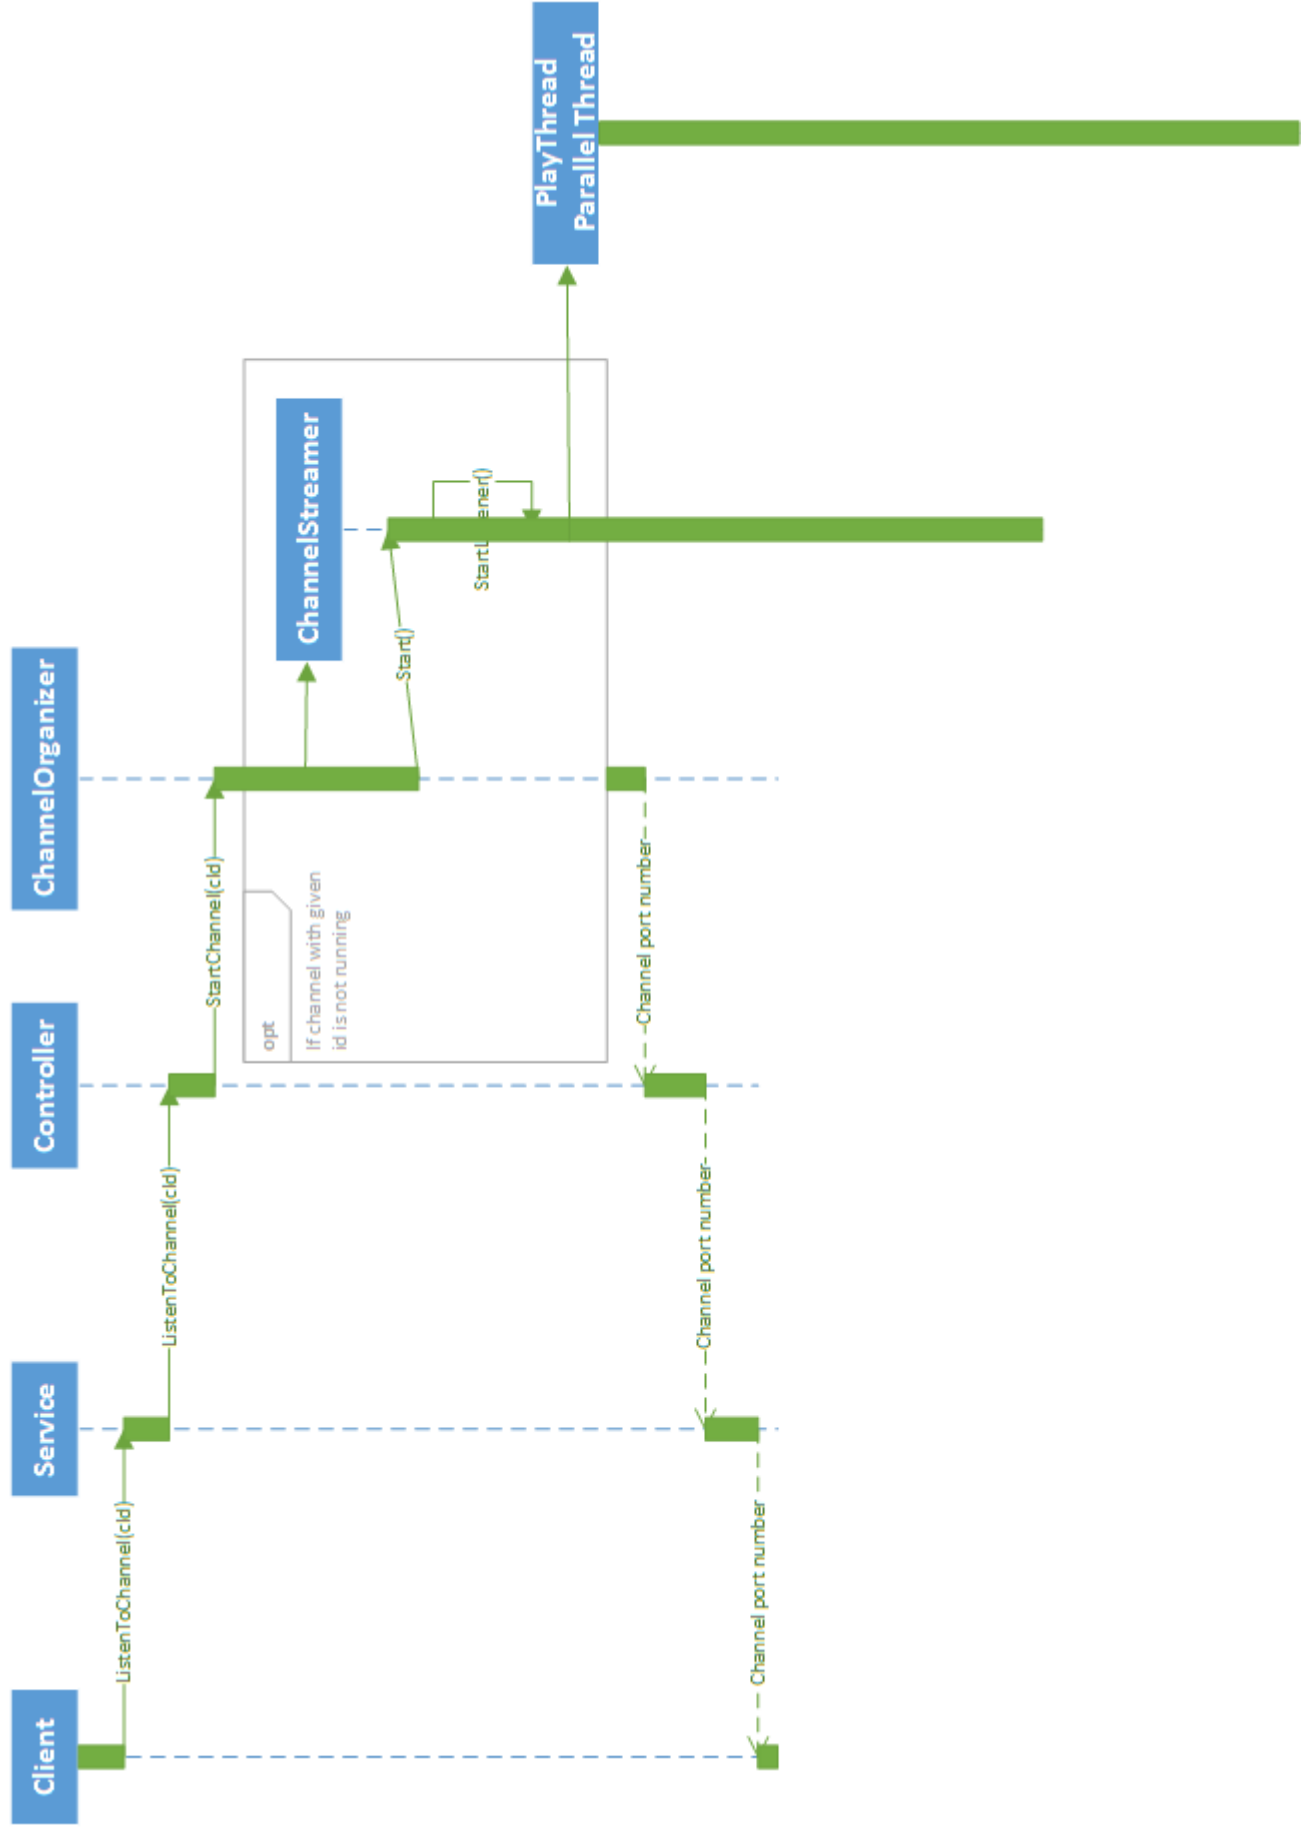 Client
Service
Controller
ChannelOrganizer
ListenToChannel(cId)
ListenToChannel(cId)
StartChannel(cId)
opt
If channel with given
id is not running
ChannelStreamer
Start()
PlayThread
Parallel Thread
Channel port number
Channel port number
Channel port number